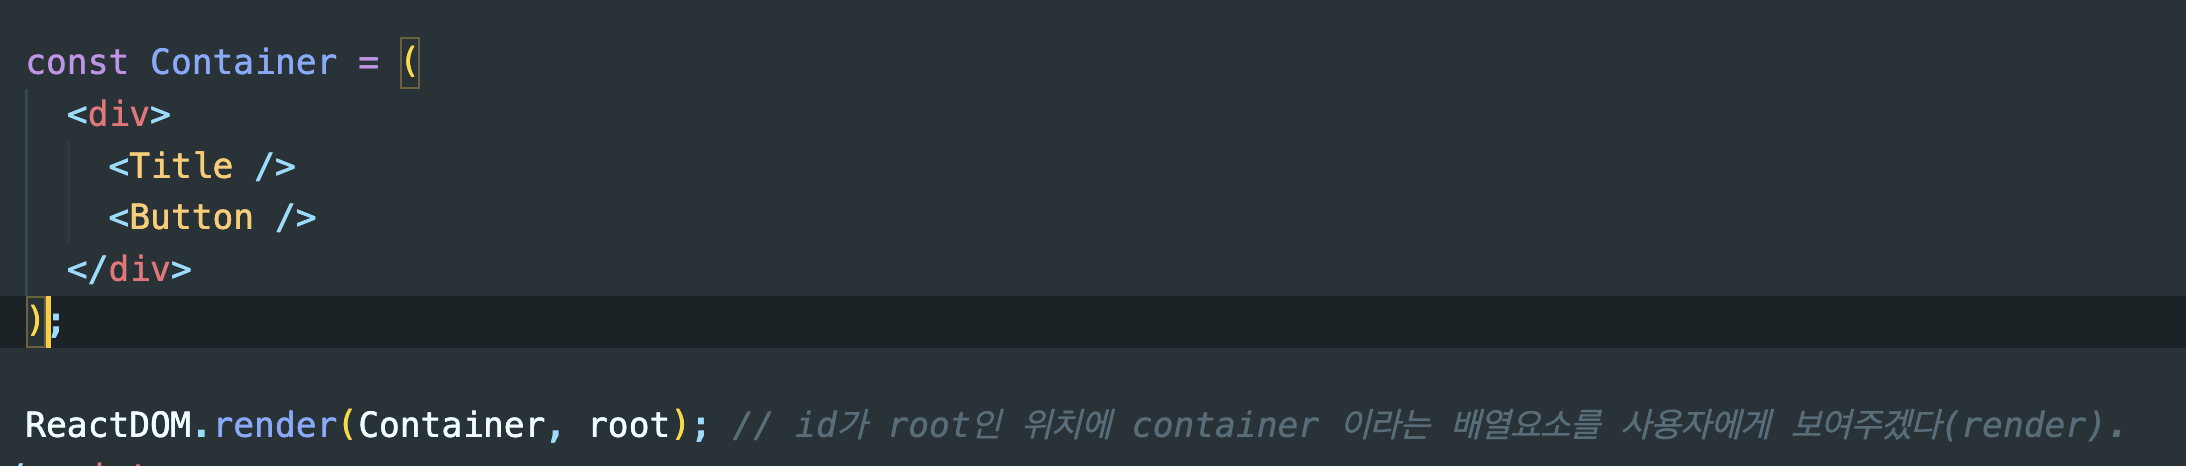 const Container = (
<div>
<Title />
<Button />
</div>
);
ReactDOM.render(Container, root); // id가 root인 위치에 container 이라는 배열요소를 사용자에게 보여주겠다(render).